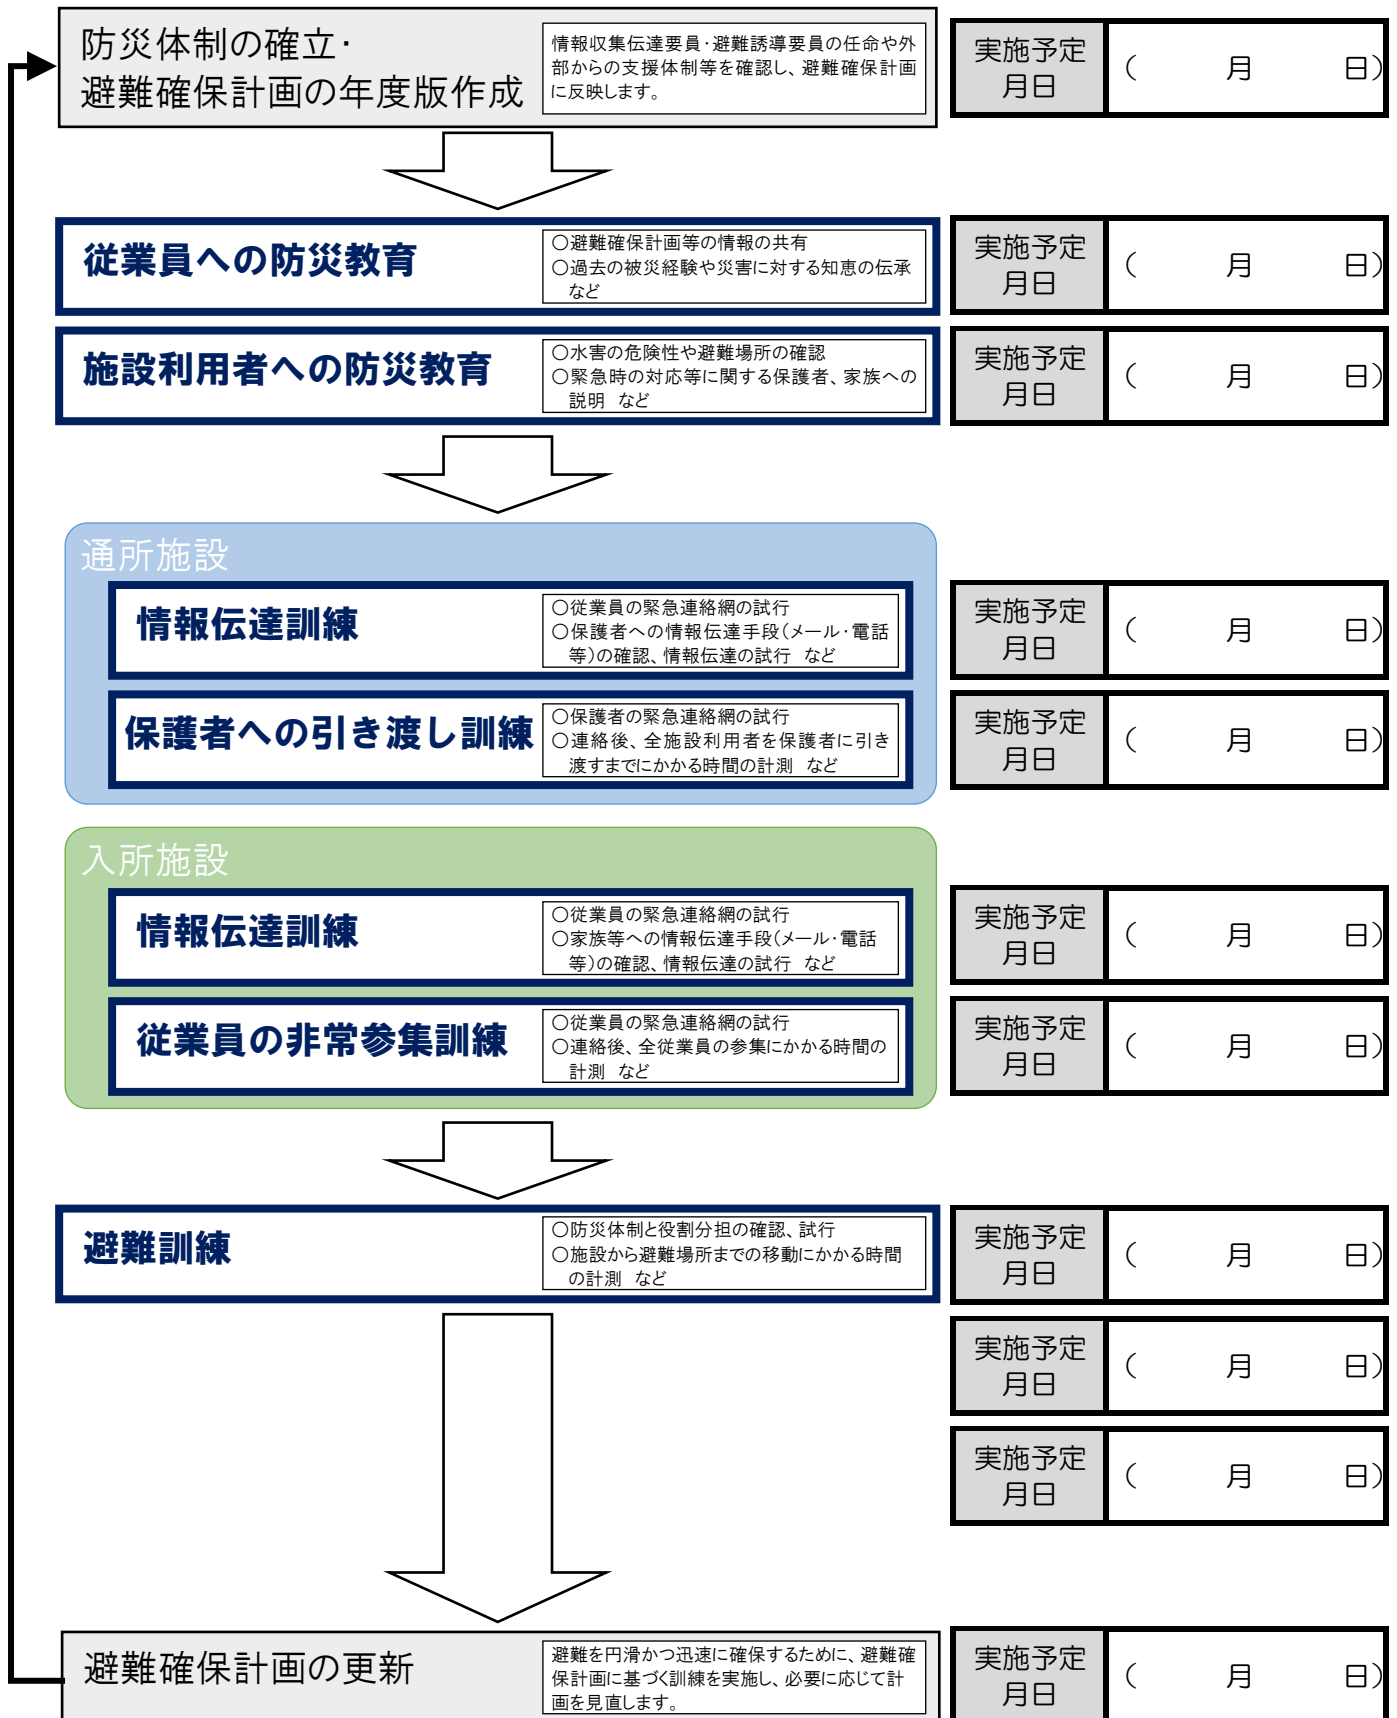 防災体制の確立・
避難確保計画の年度版作成
情報収集伝達要員・避難誘導要員の任命や外
部からの支援体制等を確認し、避難確保計画
に反映します。
実施予定
月日
（　月　日）
従業員への防災教育
○避難確保計画等の情報の共有
○過去の被災経験や災害に対する知恵の伝承
など
実施予定
月日
（　月　日）
施設利用者への防災教育
○水害の危険性や避難場所の確認
○緊急時の対応等に関する保護者、家族への
説明　など
実施予定
月日
（　月　日）
通所施設
情報伝達訓練
○従業員の緊急連絡網の試行
○保護者への情報伝達手段（メール・電話
等）の確認、情報伝達の試行　など
実施予定
月日
（　月　日）
保護者への引き渡し訓練
○保護者の緊急連絡網の試行
○連絡後、全施設利用者を保護者に引き
渡すまでにかかる時間の計測　など
実施予定
月日
（　月　日）
入所施設
情報伝達訓練
○従業員の緊急連絡網の試行
○家族等への情報伝達手段（メール・電話
等）の確認、情報伝達の試行　など
実施予定
月日
（　月　日）
従業員の非常参集訓練
○従業員の緊急連絡網の試行
○連絡後、全従業員の参集にかかる時間の
計測　など
実施予定
月日
（　月　日）
避難訓練
○防災体制と役割分担の確認、試行
○施設から避難場所までの移動にかかる時間
の計測　など
実施予定
月日
（　月　日）
実施予定
月日
（　月　日）
実施予定
月日
（　月　日）
避難確保計画の更新
避難を円滑かつ迅速に確保するために、避難確
保計画に基づく訓練を実施し、必要に応じて計
画を見直します。
実施予定
月日
（　月　日）